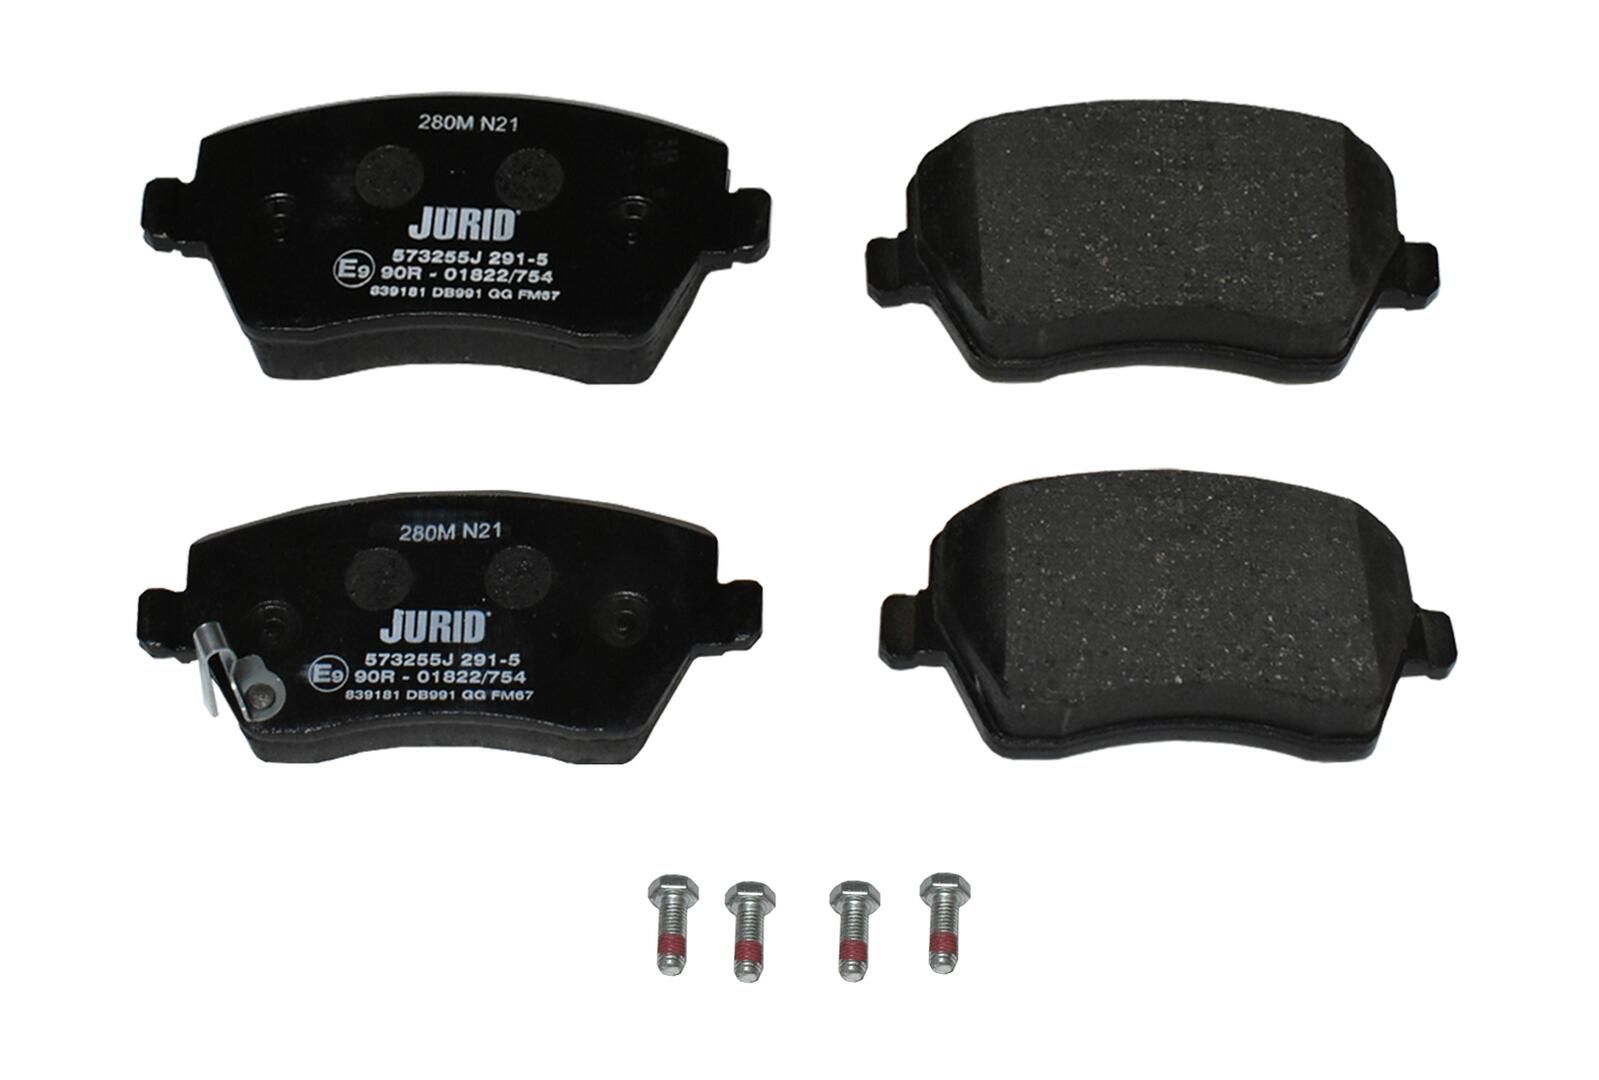 280M N21
JURID
573255J 291-5
E9 90R - 01822/754
839181 DB991 GG FM67
280M N21
JURID
573255J 291-5
E9 90R - 01822/754
839181 DB991 GG FM67